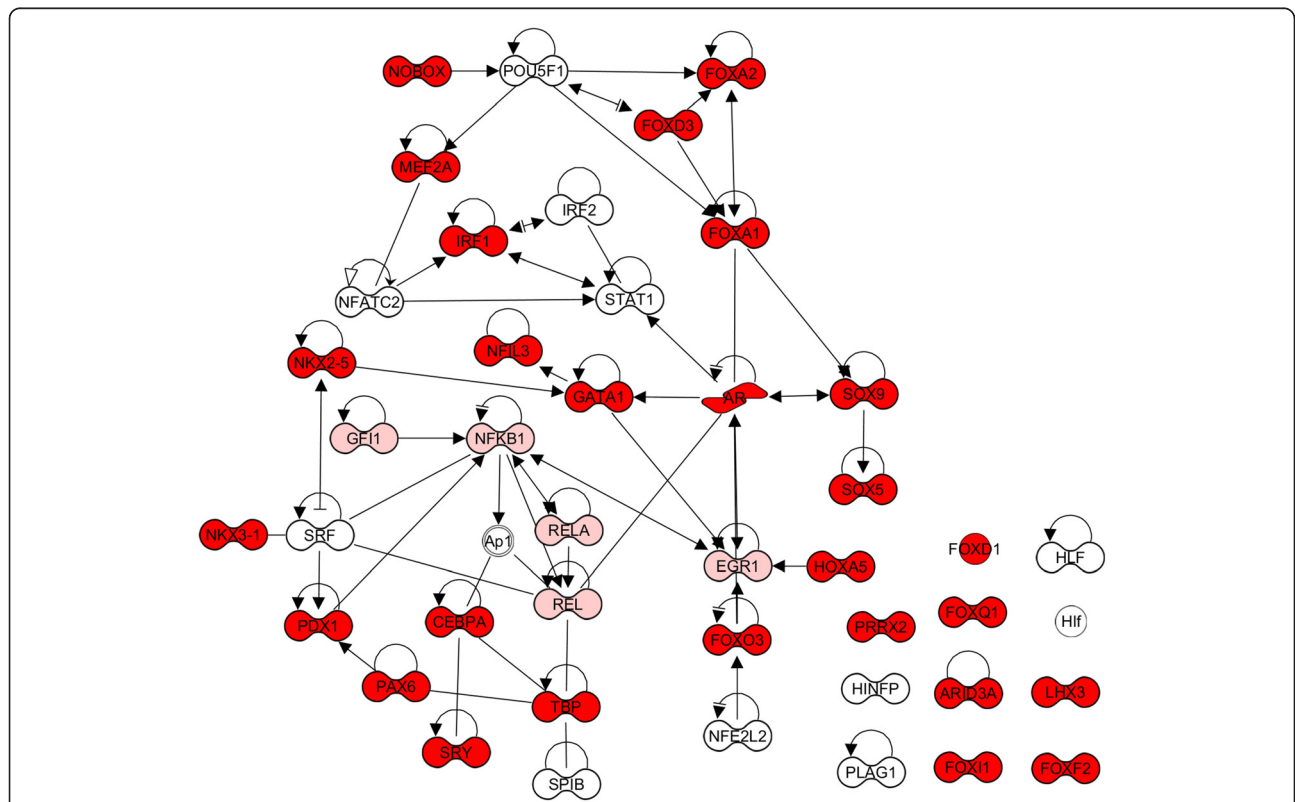 NOBOX
POU5F1
FOXA2
FOXD3
MEF2A
IRF2
IRF1
FOXA1
NFATC2
STAT1
NKX2-5
NFIL3
GATA1
AR
SOX9
GFI1
NFKB1
SOX5
NKX3-1
SRF
Ap1
RELA
EGR1
HOXA5
FOXD1
HLF
REL
PDX1
CEBPA
FOXO3
PRRX2
FOXQ1
Hlf
PAX6
TBP
HINFP
ARID3A
LHX3
SRY
SPIB
NFE2L2
PLAG1
FOXI1
FOXF2